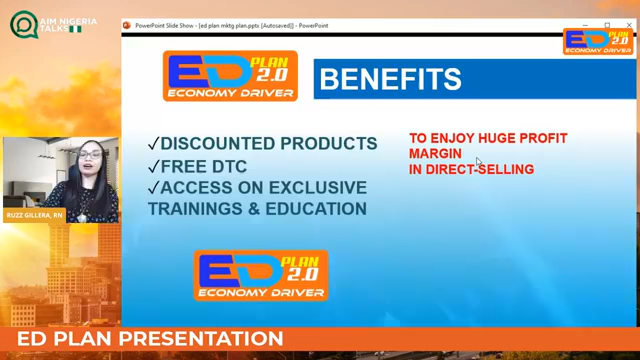 AIM NIGERIA
TALKS
PowerPoint Slide Show - [ed plan mktg plan.pptx [Autosaved] - PowerPoint
ED PLAN 2.0
ECONOMY DRIVER
ED PLAN 2.0
ECONOMY DRIVER
BENEFITS
✓DISCOUNTED PRODUCTS
✓FREE DTC
✓ACCESS ON EXCLUSIVE
TRAININGS & EDUCATION
TO ENJOY HUGE PROFIT
MARGIN
IN DIRECT-SELLING
RUZZ GILLERA, RN
ED PLAN 2.0
ECONOMY DRIVER
ED PLAN PRESENTATION